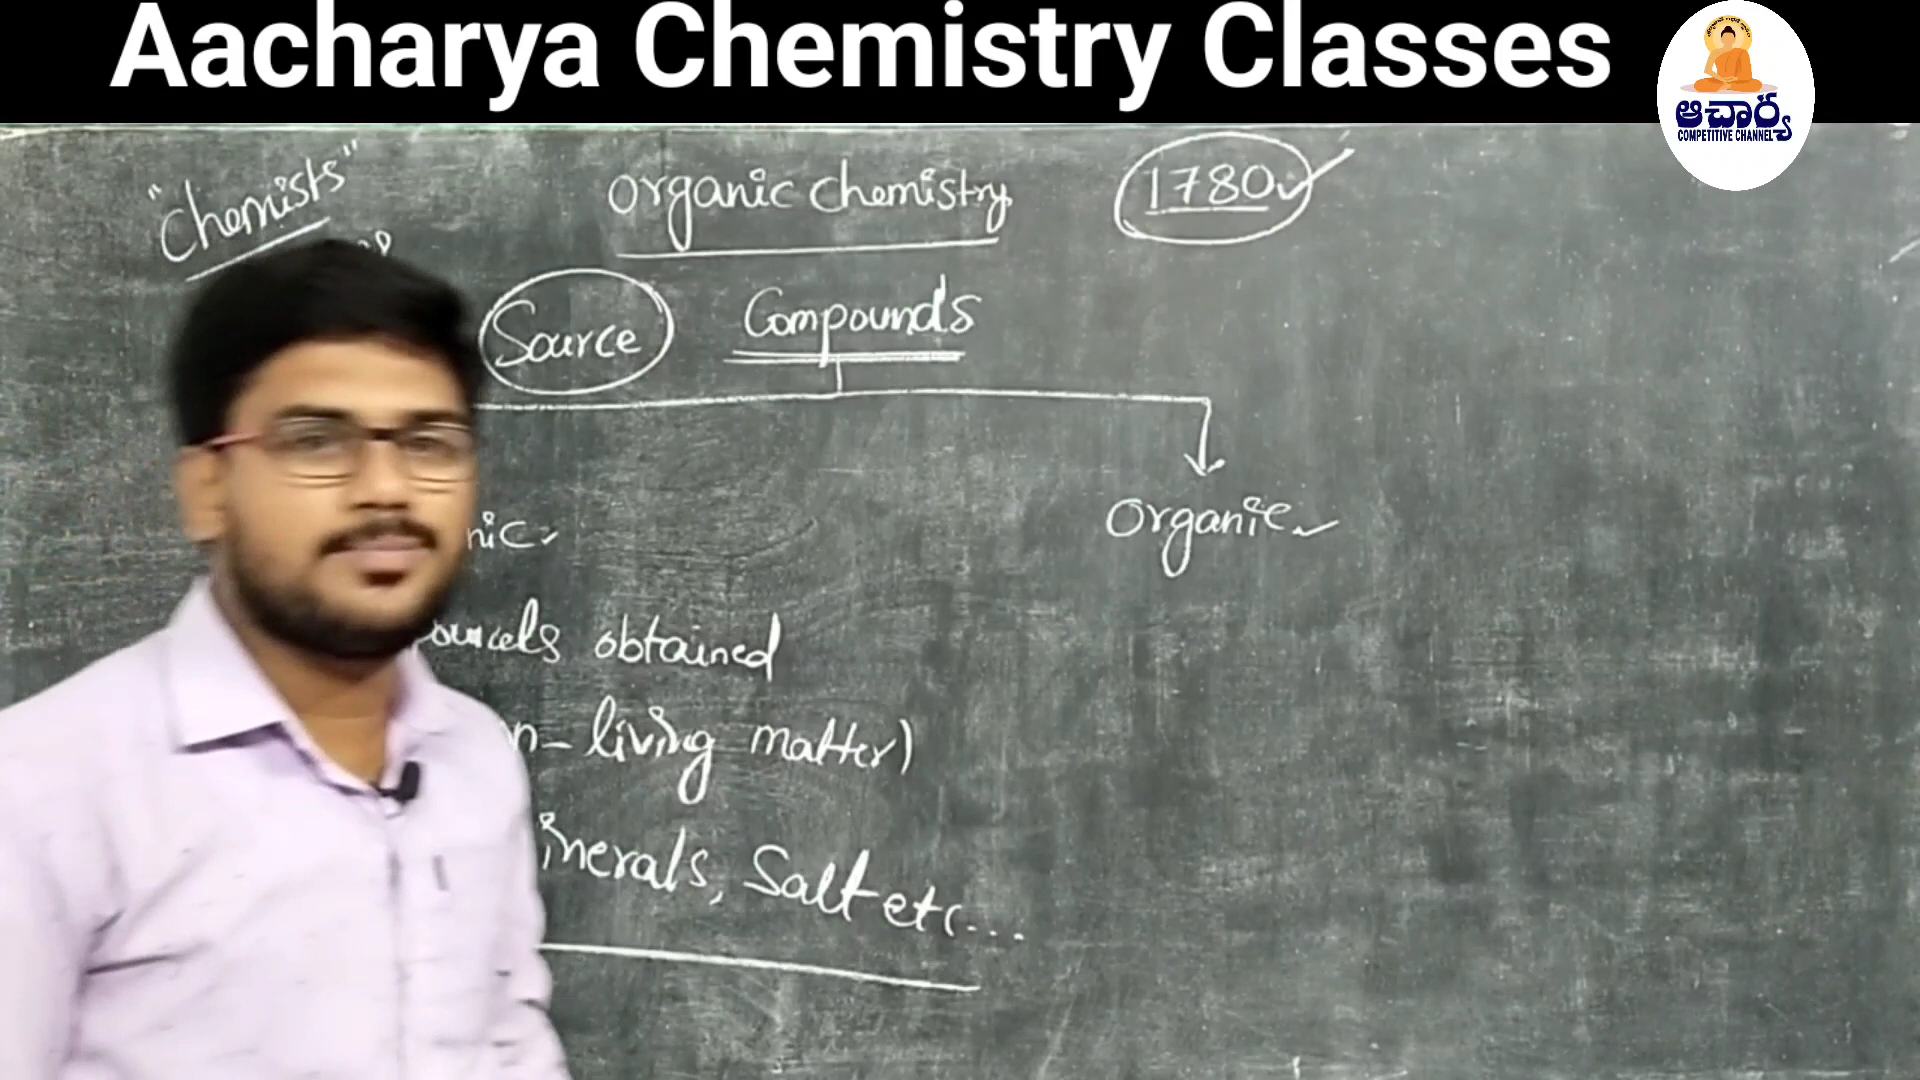 Aacharya Chemistry Classes
ఆచార్య
COMPETITIVE CHANNEL
"Chemists"
Organic Chemistry
1780
Source
Compounds
Organic
obtained
living matter)
Salt etc...